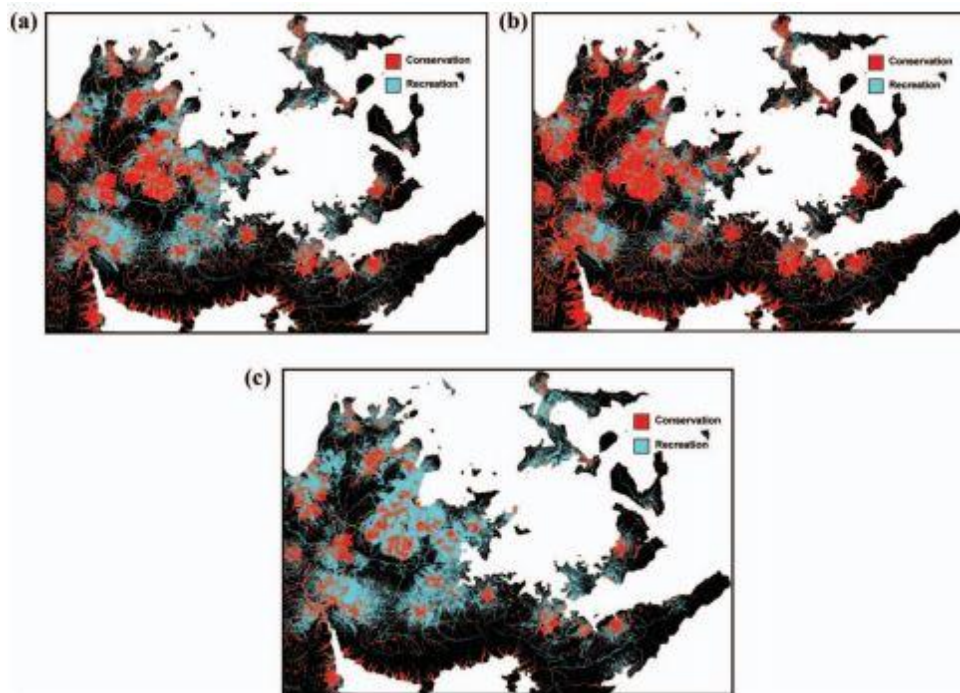 (a)
Conservation
Recreation
(b)
Conservation
Recreation
(c)
Conservation
Recreation